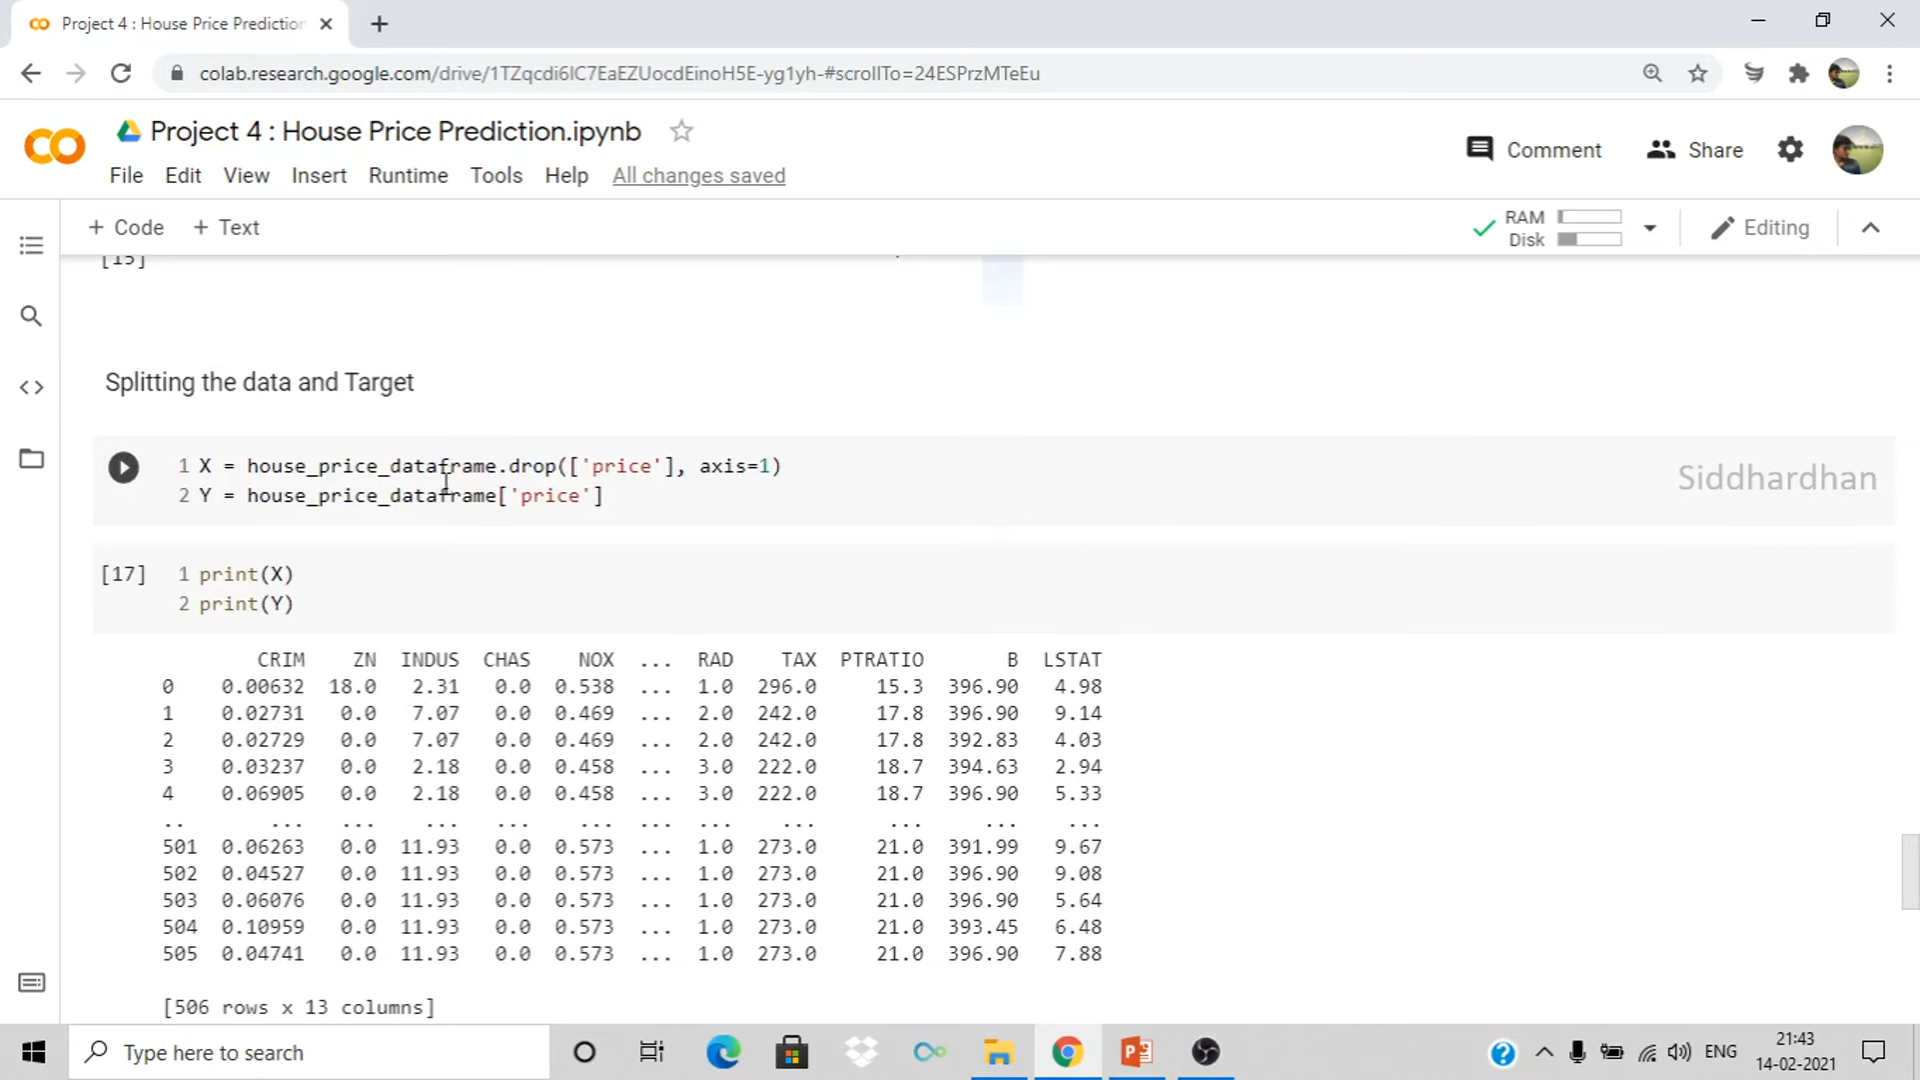 Project 4 : House Price Prediction
colab.research.google.com/drive/1TZqcdi6IC7EaEZUocdEinoH5E-yg1yh-#scrollTo=24ESPrzMTeEu
Project 4 : House Price Prediction.ipynb
Comment Share
File Edit View Insert Runtime Tools Help All changes saved
+ Code + Text
RAM
Disk
Editing
[15]
Splitting the data and Target
1 X = house_price_dataframe.drop(['price'], axis=1)
2 Y = house_price_dataframe['price']
Siddhardhan
[17] 1 print(X)
2 print(Y)
CRIM ZN INDUS CHAS NOX ... RAD TAX PTRATIO B LSTAT
0 0.00632 18.0 2.31 0.0 0.538 ... 1.0 296.0 15.3 396.90 4.98
1 0.02731 0.0 7.07 0.0 0.469 ... 2.0 242.0 17.8 396.90 9.14
2 0.02729 0.0 7.07 0.0 0.469 ... 2.0 242.0 17.8 392.83 4.03
3 0.03237 0.0 2.18 0.0 0.458 ... 3.0 222.0 18.7 394.63 2.94
4 0.06905 0.0 2.18 0.0 0.458 ... 3.0 222.0 18.7 396.90 5.33
.. ... ... ... ... ... ... ... ... ... ... ...
501 0.06263 0.0 11.93 0.0 0.573 ... 1.0 273.0 21.0 391.99 9.67
502 0.04527 0.0 11.93 0.0 0.573 ... 1.0 273.0 21.0 396.90 9.08
503 0.06076 0.0 11.93 0.0 0.573 ... 1.0 273.0 21.0 396.90 5.64
504 0.10959 0.0 11.93 0.0 0.573 ... 1.0 273.0 21.0 393.45 6.48
505 0.04741 0.0 11.93 0.0 0.573 ... 1.0 273.0 21.0 396.90 7.88
[506 rows x 13 columns]
Type here to search
ENG
21:43
14-02-2021